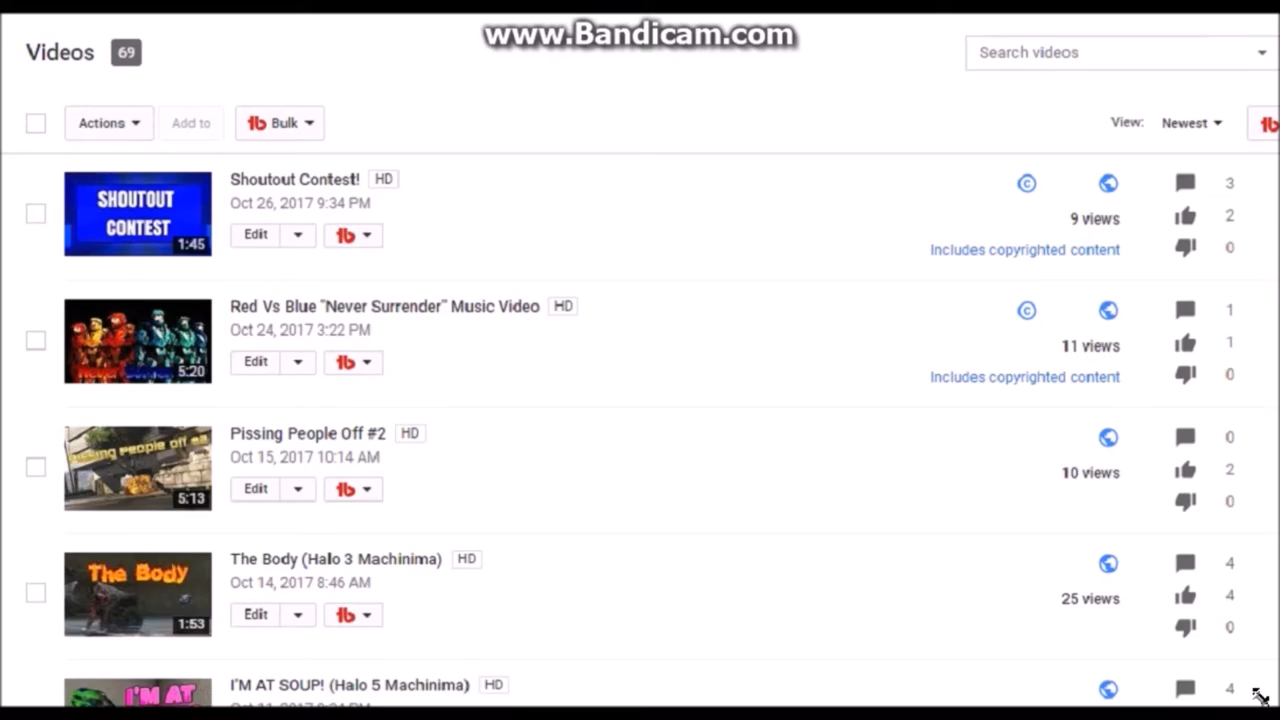 www.Bandicam.com
Videos 69
Search videos
Actions Add to Bulk View: Newest
SHOUTOUT
CONTEST
1:45
Shoutout Contest! HD
Oct 26, 2017 9:34 PM
Edit
9 views
Includes copyrighted content
3
2
0
5:20
Red Vs Blue "Never Surrender" Music Video HD
Oct 24, 2017 3:22 PM
Edit
11 views
Includes copyrighted content
1
1
0
Pissing People Off #2
5:13
Pissing People Off #2 HD
Oct 15, 2017 10:14 AM
Edit
10 views
0
2
0
The Body
1:53
The Body (Halo 3 Machinima) HD
Oct 14, 2017 8:46 AM
Edit
25 views
4
4
0
I'M AT
I'M AT SOUP! (Halo 5 Machinima) HD
4